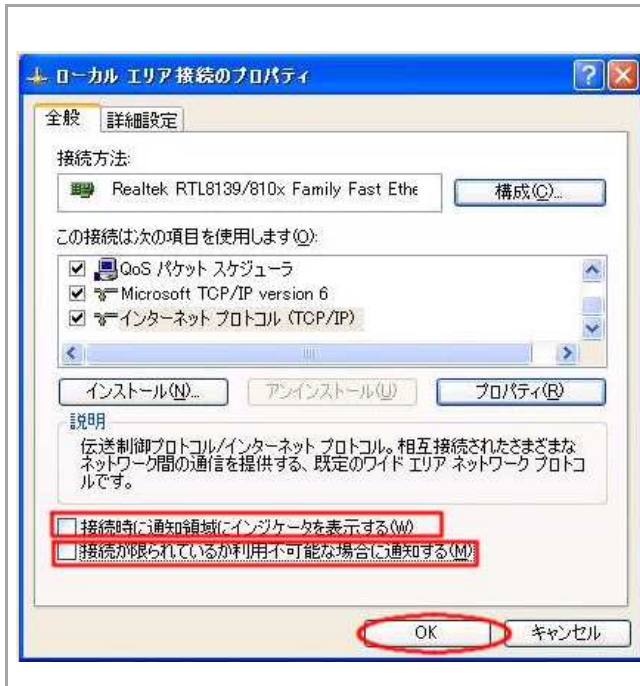 ローカル エリア接続のプロパティ
全般
詳細設定
接続方法:
Realtek RTL8139/810x Family Fast Ethe
構成(C)...
この接続は次の項目を使用します(O):
QoS パケット スケジューラ
Microsoft TCP/IP version 6
インターネット プロトコル (TCP/IP)
インストール(N)...
アンインストール(U)
プロパティ(R)
説明
伝送制御プロトコル/インターネット プロトコル。相互接続されたさまざまな
ネットワーク間の通信を提供する、既定のワイド エリア ネットワーク プロトコ
ルです。
接続時に通知領域にインジケータを表示する(W)
接続が限られているか利用不可能な場合に通知する(M)
OK
キャンセル